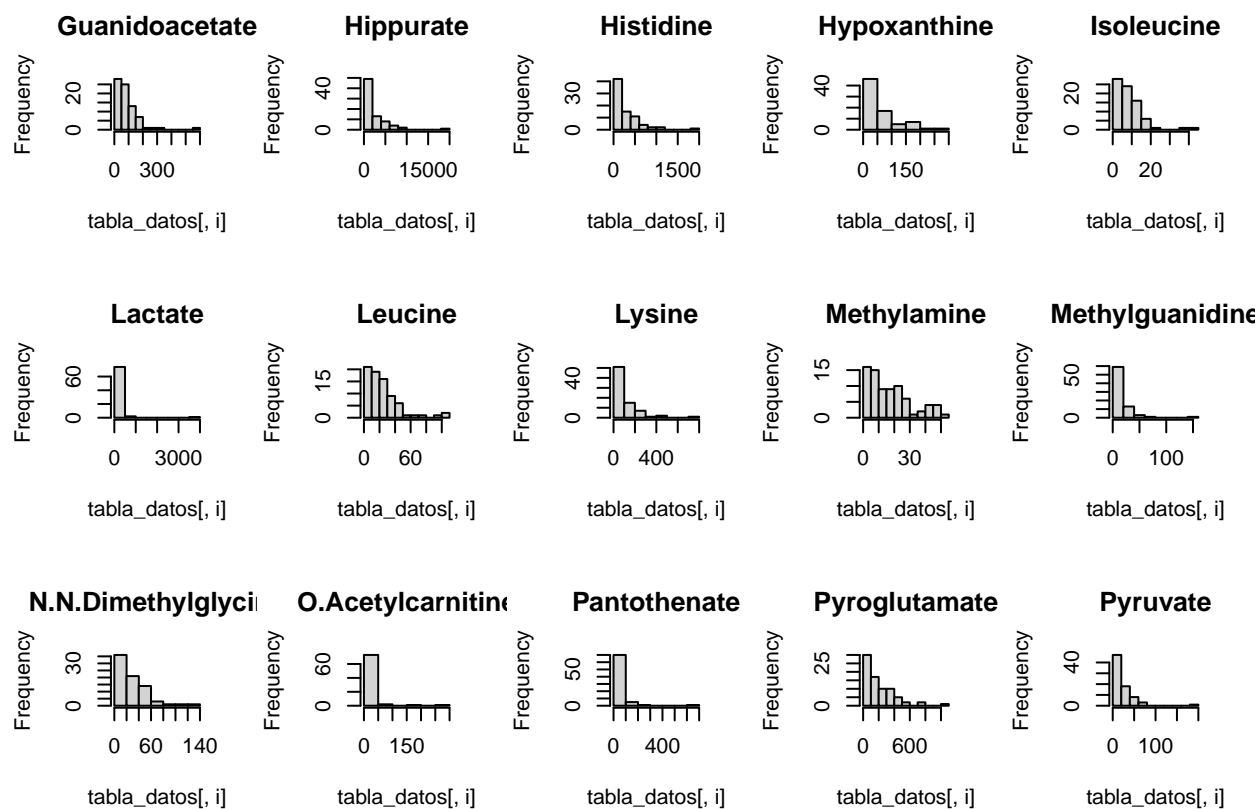 Guanidoacetate
Frequency
0 20
0 300
tabla_datos[, i]
Hippurate
Frequency
0 40
0 15000
tabla_datos[, i]
Histidine
Frequency
0 30
0 1500
tabla_datos[, i]
Hypoxanthine
Frequency
0 40
0 150
tabla_datos[, i]
Isoleucine
Frequency
0 20
0 20
tabla_datos[, i]
Lactate
Frequency
0 60
0 3000
tabla_datos[, i]
Leucine
Frequency
0 15
0 60
tabla_datos[, i]
Lysine
Frequency
0 40
0 400
tabla_datos[, i]
Methylamine
Frequency
0 15
0 30
tabla_datos[, i]
Methylguanidine
Frequency
0 50
0 100
tabla_datos[, i]
N.N.Dimethylglyci
Frequency
0 30
0 60 140
tabla_datos[, i]
O.Acetylcarnitine
Frequency
0 60
0 150
tabla_datos[, i]
Pantothenate
Frequency
0 50
0 400
tabla_datos[, i]
Pyroglutamate
Frequency
0 25
0 600
tabla_datos[, i]
Pyruvate
Frequency
0 40
0 100
tabla_datos[, i]